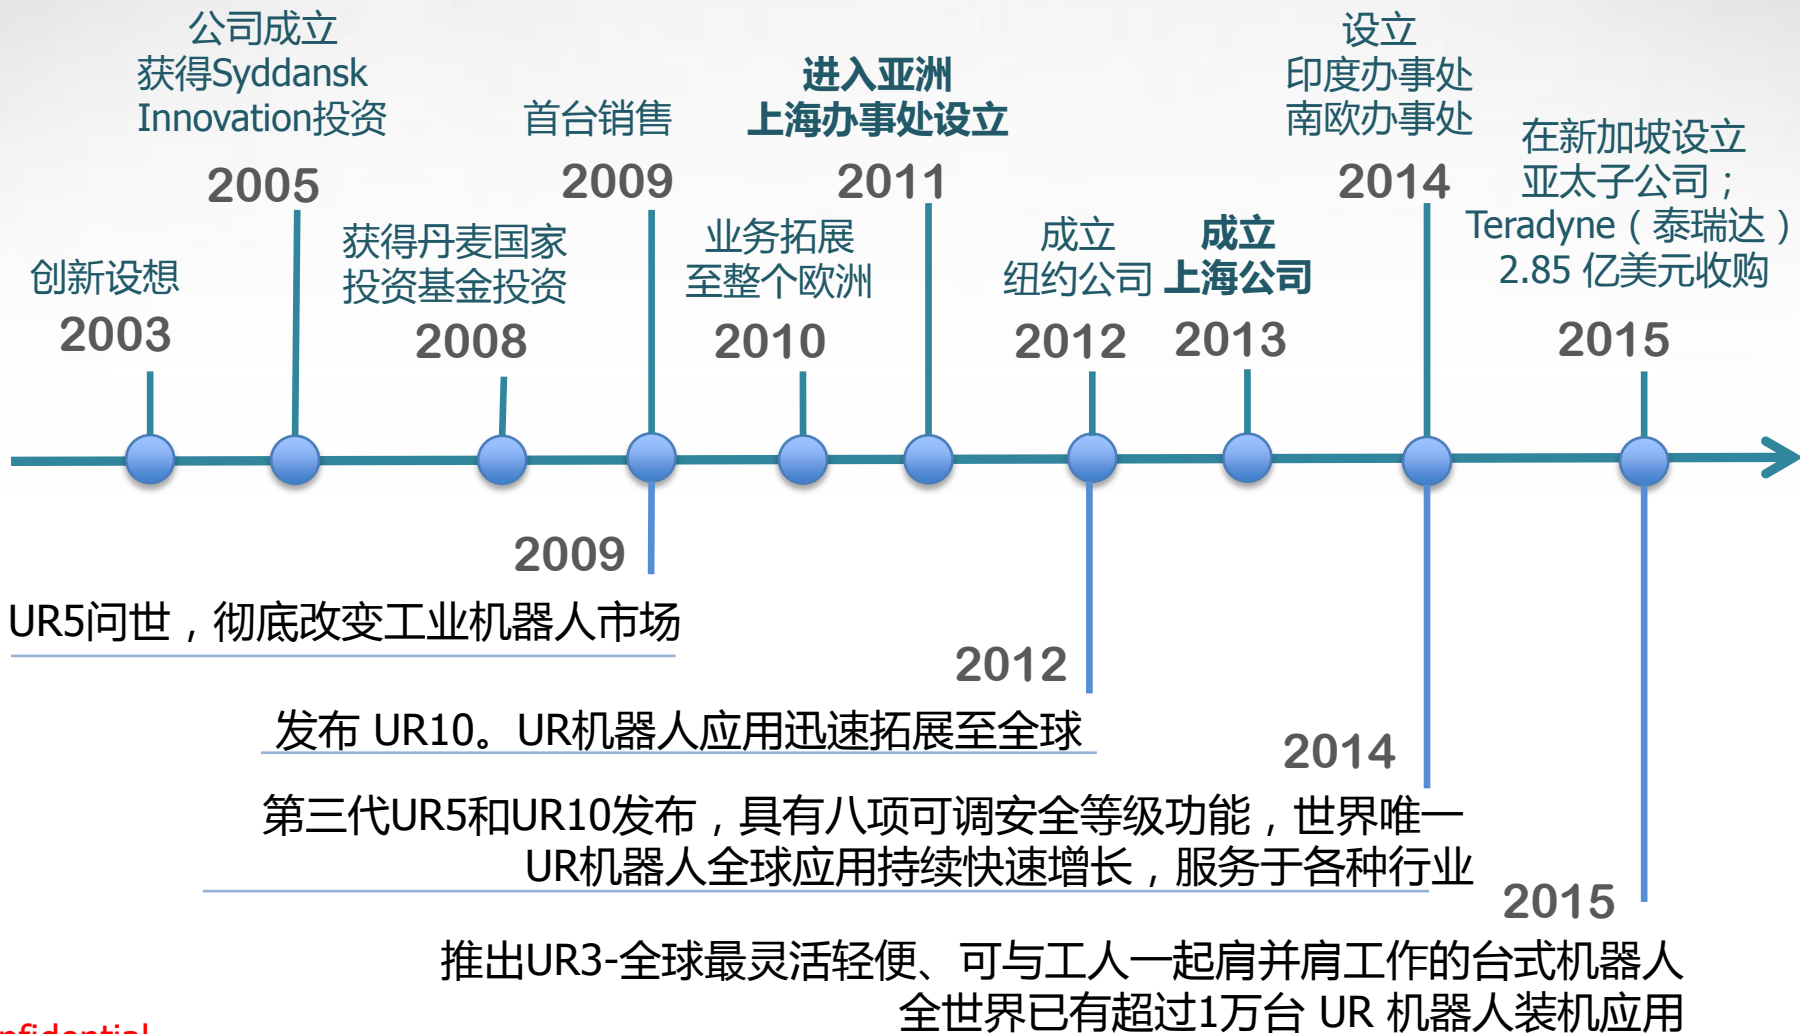 公司成立
获得Syddansk
Innovation投资
2005
首台销售
2009
进入亚洲
上海办事处设立
2011
设立
印度办事处
南欧办事处
2014
在新加坡设立
亚太子公司；
Teradyne（泰瑞达）
2.85 亿美元收购
2015
创新设想
2003
获得丹麦国家
投资基金投资
2008
业务拓展
至整个欧洲
2010
成立
纽约公司
2012
成立
上海公司
2013
2009
UR5问世，彻底改变工业机器人市场
2012
发布 UR10。UR机器人应用迅速拓展至全球
2014
第三代UR5和UR10发布，具有八项可调安全等级功能，世界唯一
UR机器人全球应用持续快速增长，服务于各种行业
2015
推出UR3-全球最灵活轻便、可与工人一起肩并肩工作的台式机器人
全世界已有超过1万台 UR 机器人装机应用